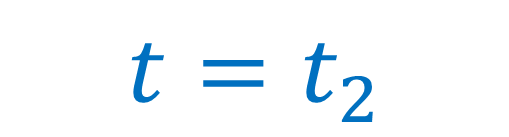 t = t₂